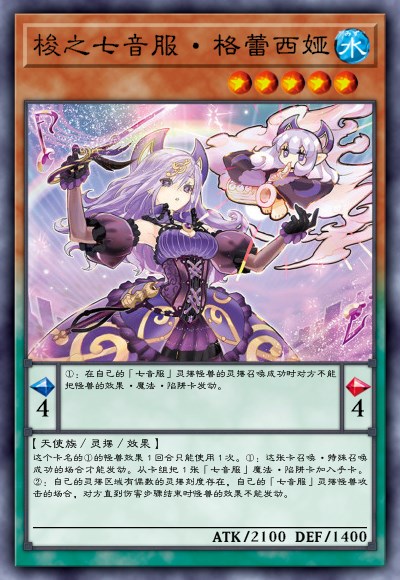 梭之七音服・格蕾西娅
水
①：在自己的「七音服」灵摆怪兽的灵摆召唤成功时对方不能
把怪兽的效果・魔法・陷阱卡发动。
4
4
【天使族／灵摆／效果】
这个卡名的①的怪兽效果1回合只能使用1次。①：这张卡召唤・特殊召唤
成功的场合才能发动。从卡组把1张「七音服」魔法・陷阱卡加入手卡。
②：自己的灵摆区域有偶数的灵摆刻度存在，自己的「七音服」灵摆怪兽攻
击的场合，对方直到伤害步骤结束时怪兽的效果不能发动。
ATK/2100 DEF/1400